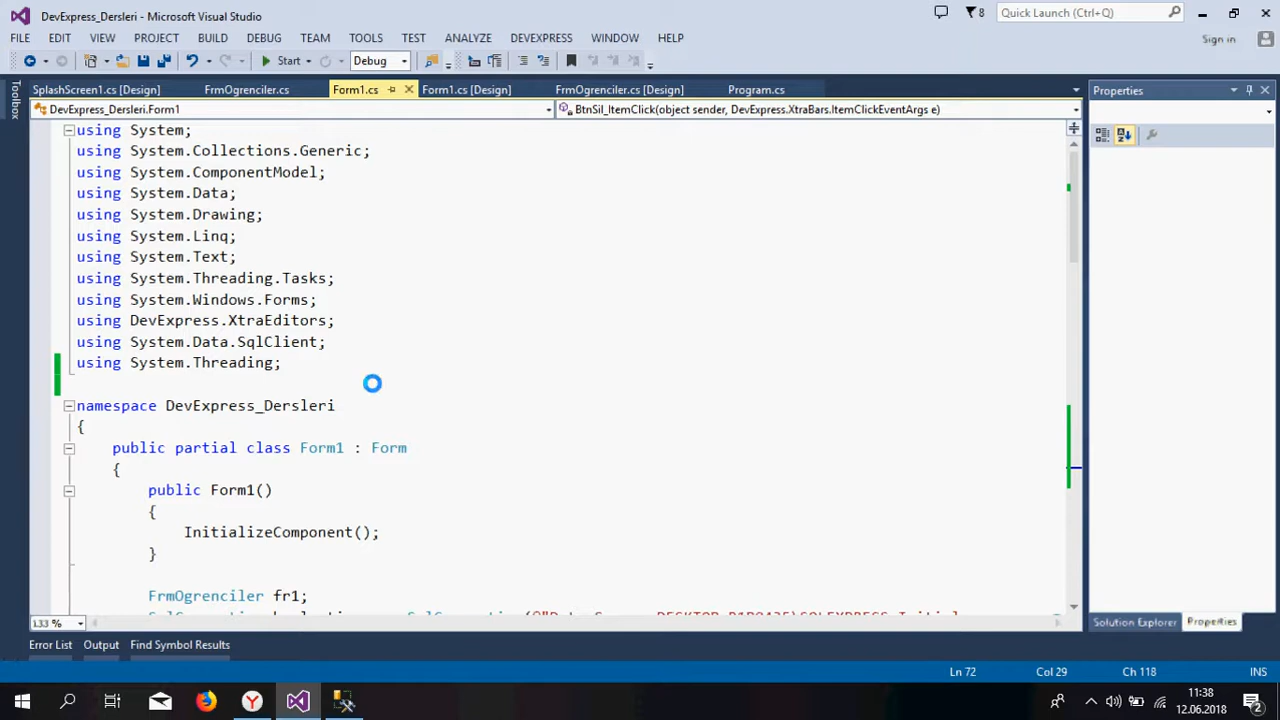 DevExpress_Dersleri - Microsoft Visual Studio
8
Quick Launch (Ctrl+Q)
FILE EDIT VIEW PROJECT BUILD DEBUG TEAM TOOLS TEST ANALYZE DEVEXPRESS WINDOW HELP
Sign in
Start Debug
Toolbox
SplashScreen1.cs [Design] FrmOgrenciler.cs Form1.cs Form1.cs [Design] FrmOgrenciler.cs [Design] Program.cs
Properties
DevExpress_Dersleri.Form1
BtnSil_ItemClick(object sender, DevExpress.XtraBars.ItemClickEventArgs e)
using System;
using System.Collections.Generic;
using System.ComponentModel;
using System.Data;
using System.Drawing;
using System.Linq;
using System.Text;
using System.Threading.Tasks;
using System.Windows.Forms;
using DevExpress.XtraEditors;
using System.Data.SqlClient;
using System.Threading;
namespace DevExpress_Dersleri
{
public partial class Form1 : Form
{
public Form1()
{
InitializeComponent();
}
FrmOgrenciler fr1;
133 %
Solution Explorer Properties
Error List Output Find Symbol Results
Ln 72 Col 29 Ch 118 INS
11:38
12.06.2018
2